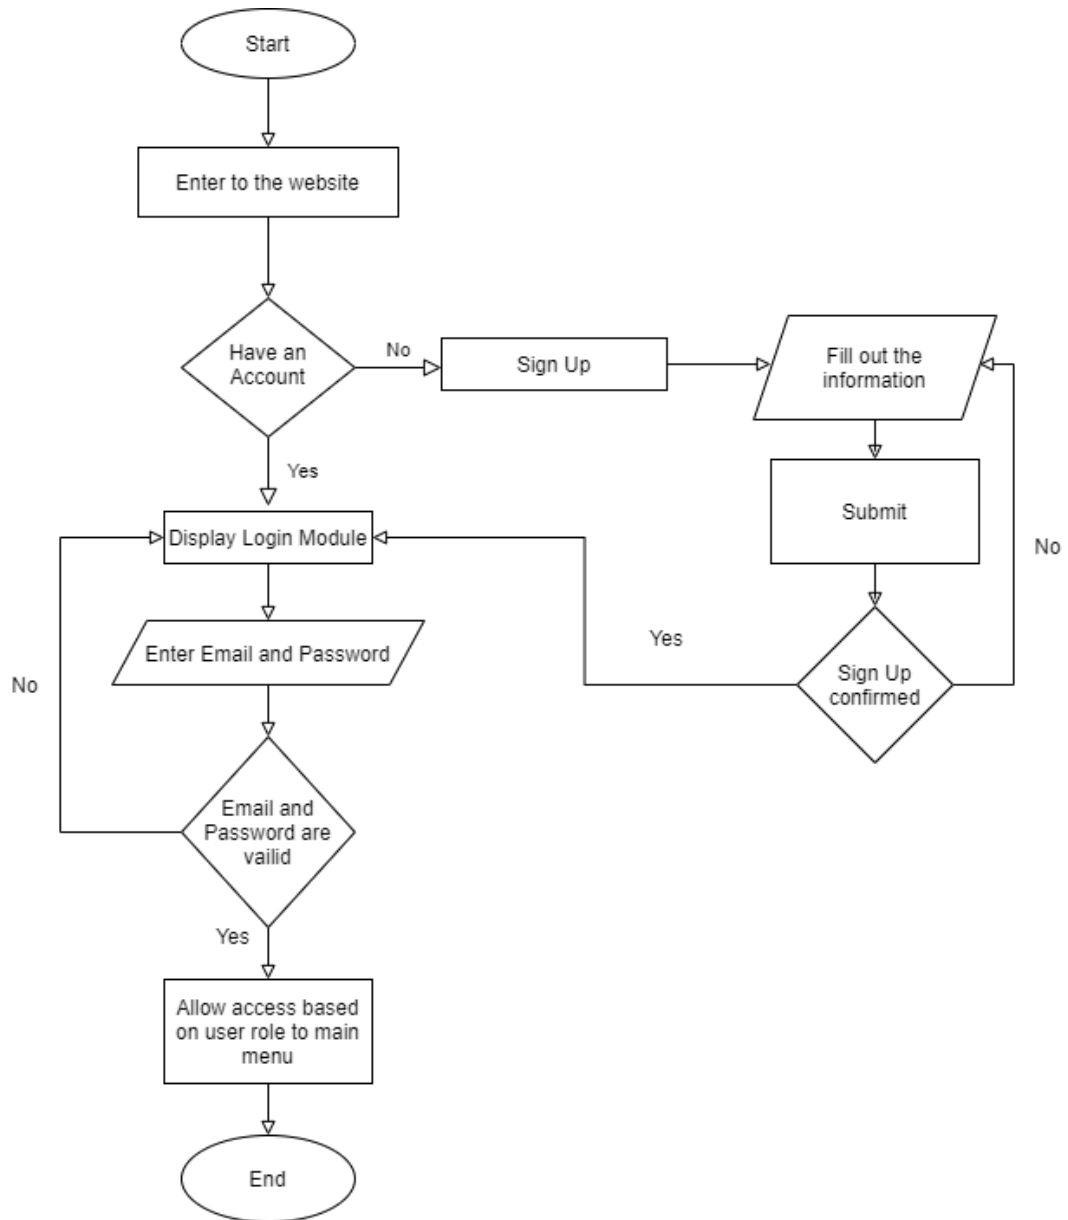 Start
Enter to the website
Have an
Account
No
Sign Up
Fill out the
information
Yes
Submit
No
Display Login Module
Yes
Enter Email and Password
Sign Up
confirmed
No
Email and
Password are
vailid
Yes
Allow access based
on user role to main
menu
End